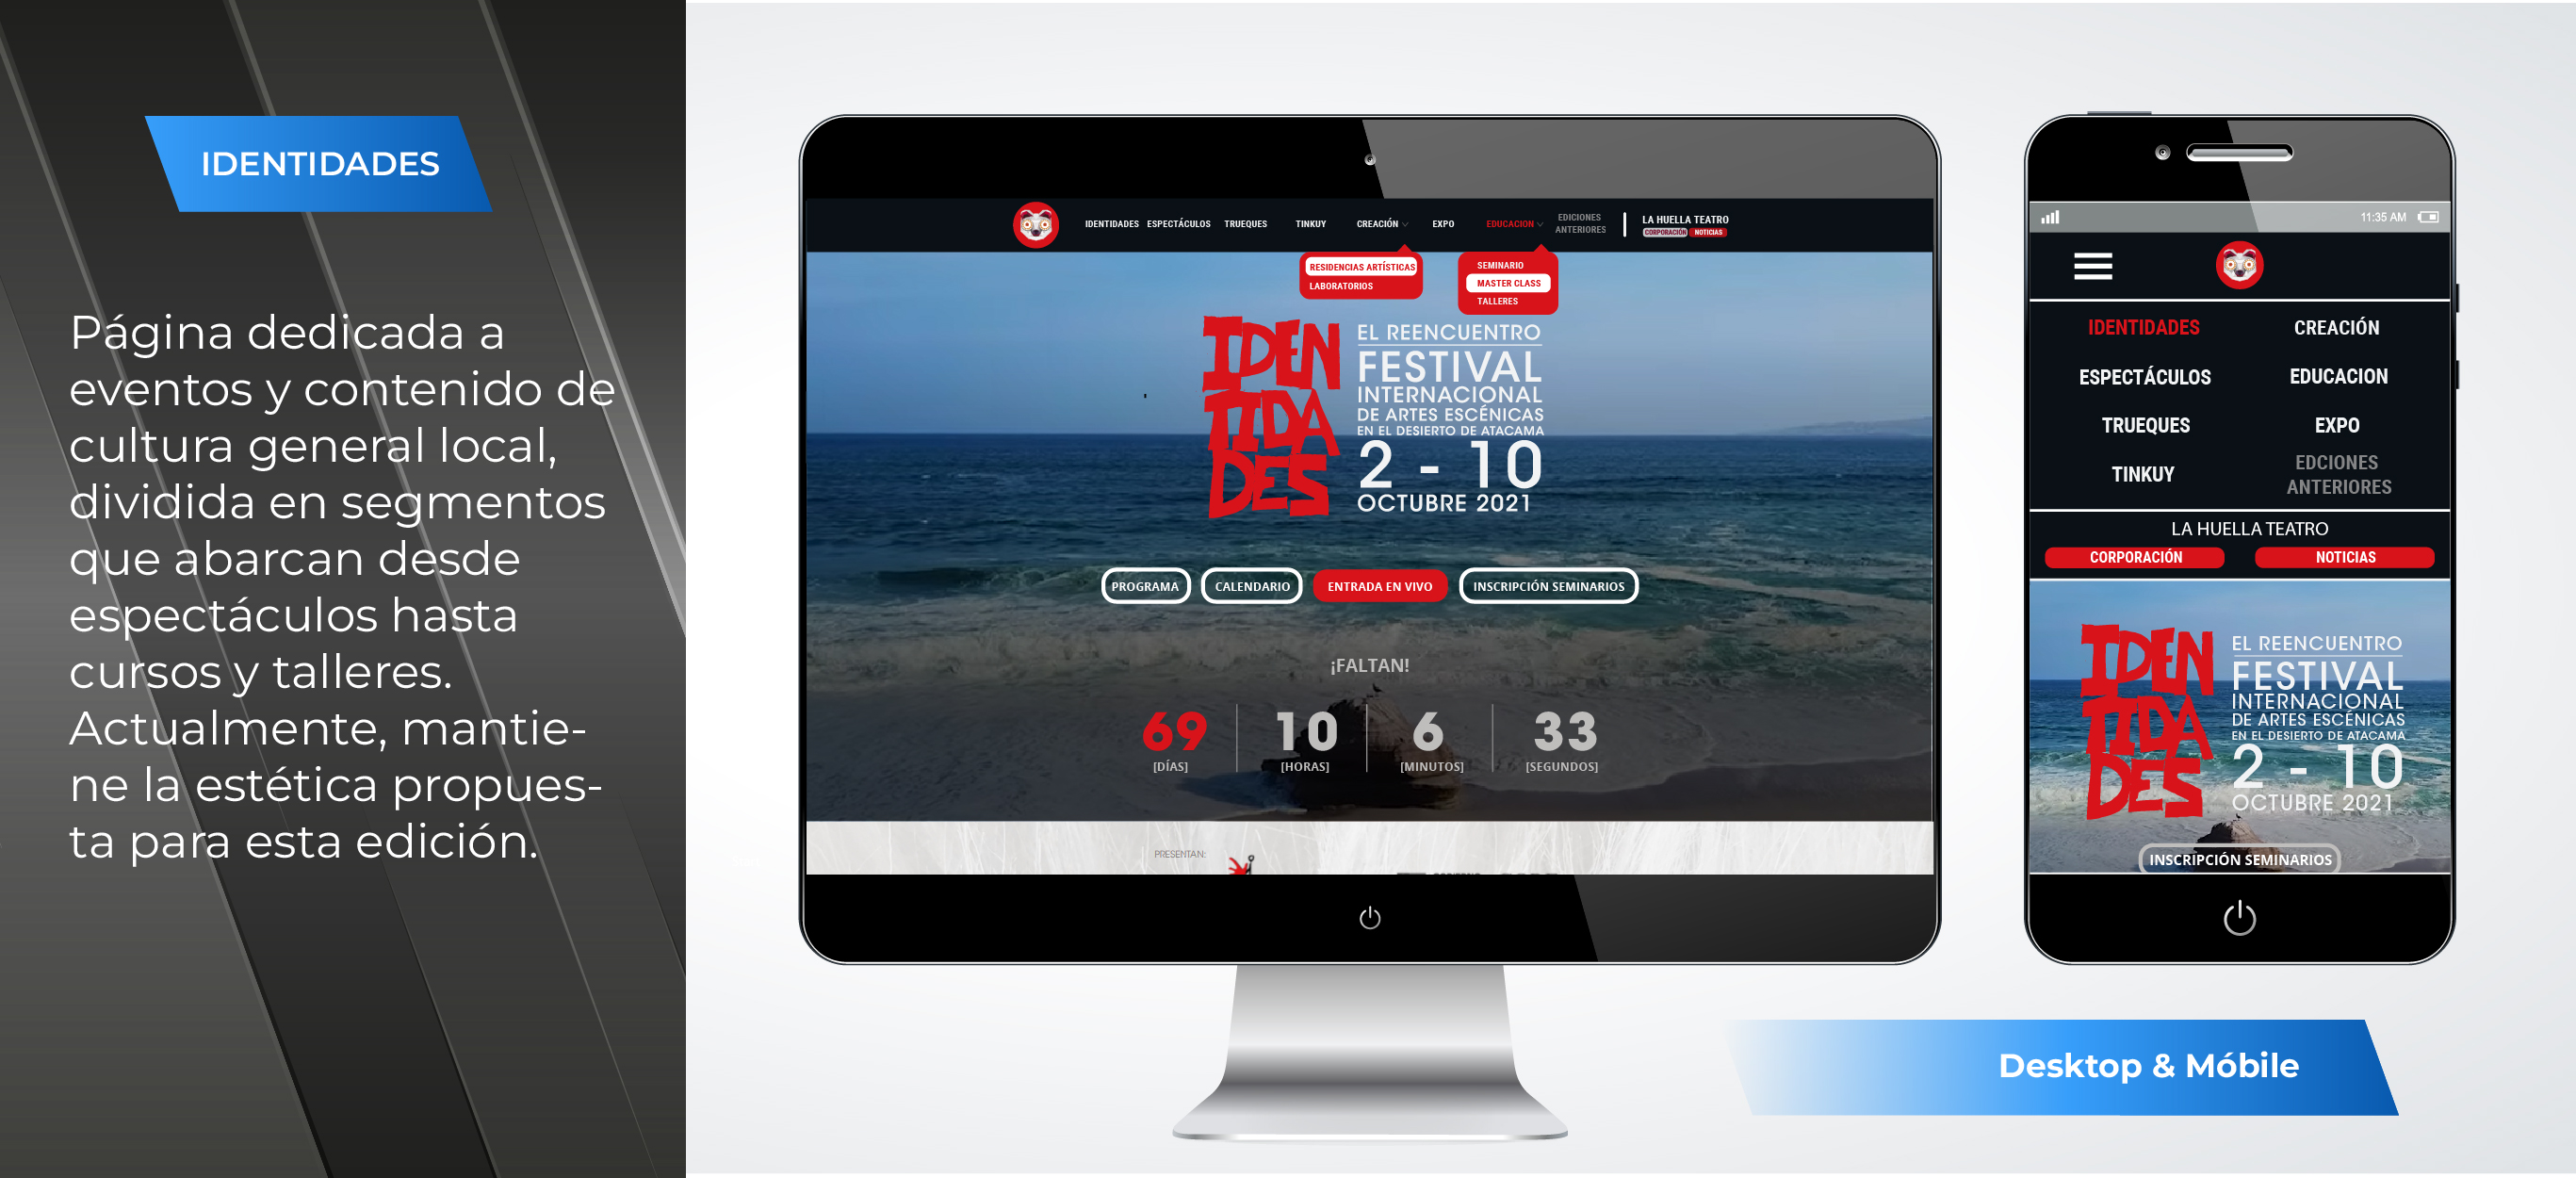 IDENTIDADES
Página dedicada a
eventos y contenido de
cultura general local,
dividida en segmentos
que abarcan desde
espectáculos hasta
cursos y talleres.
Actualmente, mantie-
ne la estética propues-
ta para esta edición.
IDENTIDADES ESPECTÁCULOS TRUEQUES TINKUY CREACIÓN EXPO EDUCACION
EDICIONES
ANTERIORES
LA HUELLA TEATRO
CORPORACIÓN NOTICIAS
RESIDENCIAS ARTÍSTICAS
LABORATORIOS
SEMINARIO
MASTER CLASS
TALLERES
IDEN
TIDA
DES
EL REENCUENTRO
FESTIVAL
INTERNACIONAL
DE ARTES ESCÉNICAS
EN EL DESIERTO DE ATACAMA
2 - 10
OCTUBRE 2021
PROGRAMA CALENDARIO ENTRADA EN VIVO INSCRIPCIÓN SEMINARIOS
¡FALTAN!
69 10 6 33
[DÍAS] [HORAS] [MINUTOS] [SEGUNDOS]
PRESENTAN:
11:35 AM
IDENTIDADES CREACIÓN
ESPECTÁCULOS EDUCACION
TRUEQUES EXPO
TINKUY EDCIONES
ANTERIORES
LA HUELLA TEATRO
CORPORACIÓN NOTICIAS
IDEN
TIDA
DES
EL REENCUENTRO
FESTIVAL
INTERNACIONAL
DE ARTES ESCÉNICAS
EN EL DESIERTO DE ATACAMA
2 - 10
OCTUBRE 2021
INSCRIPCIÓN SEMINARIOS
Desktop & Móbile